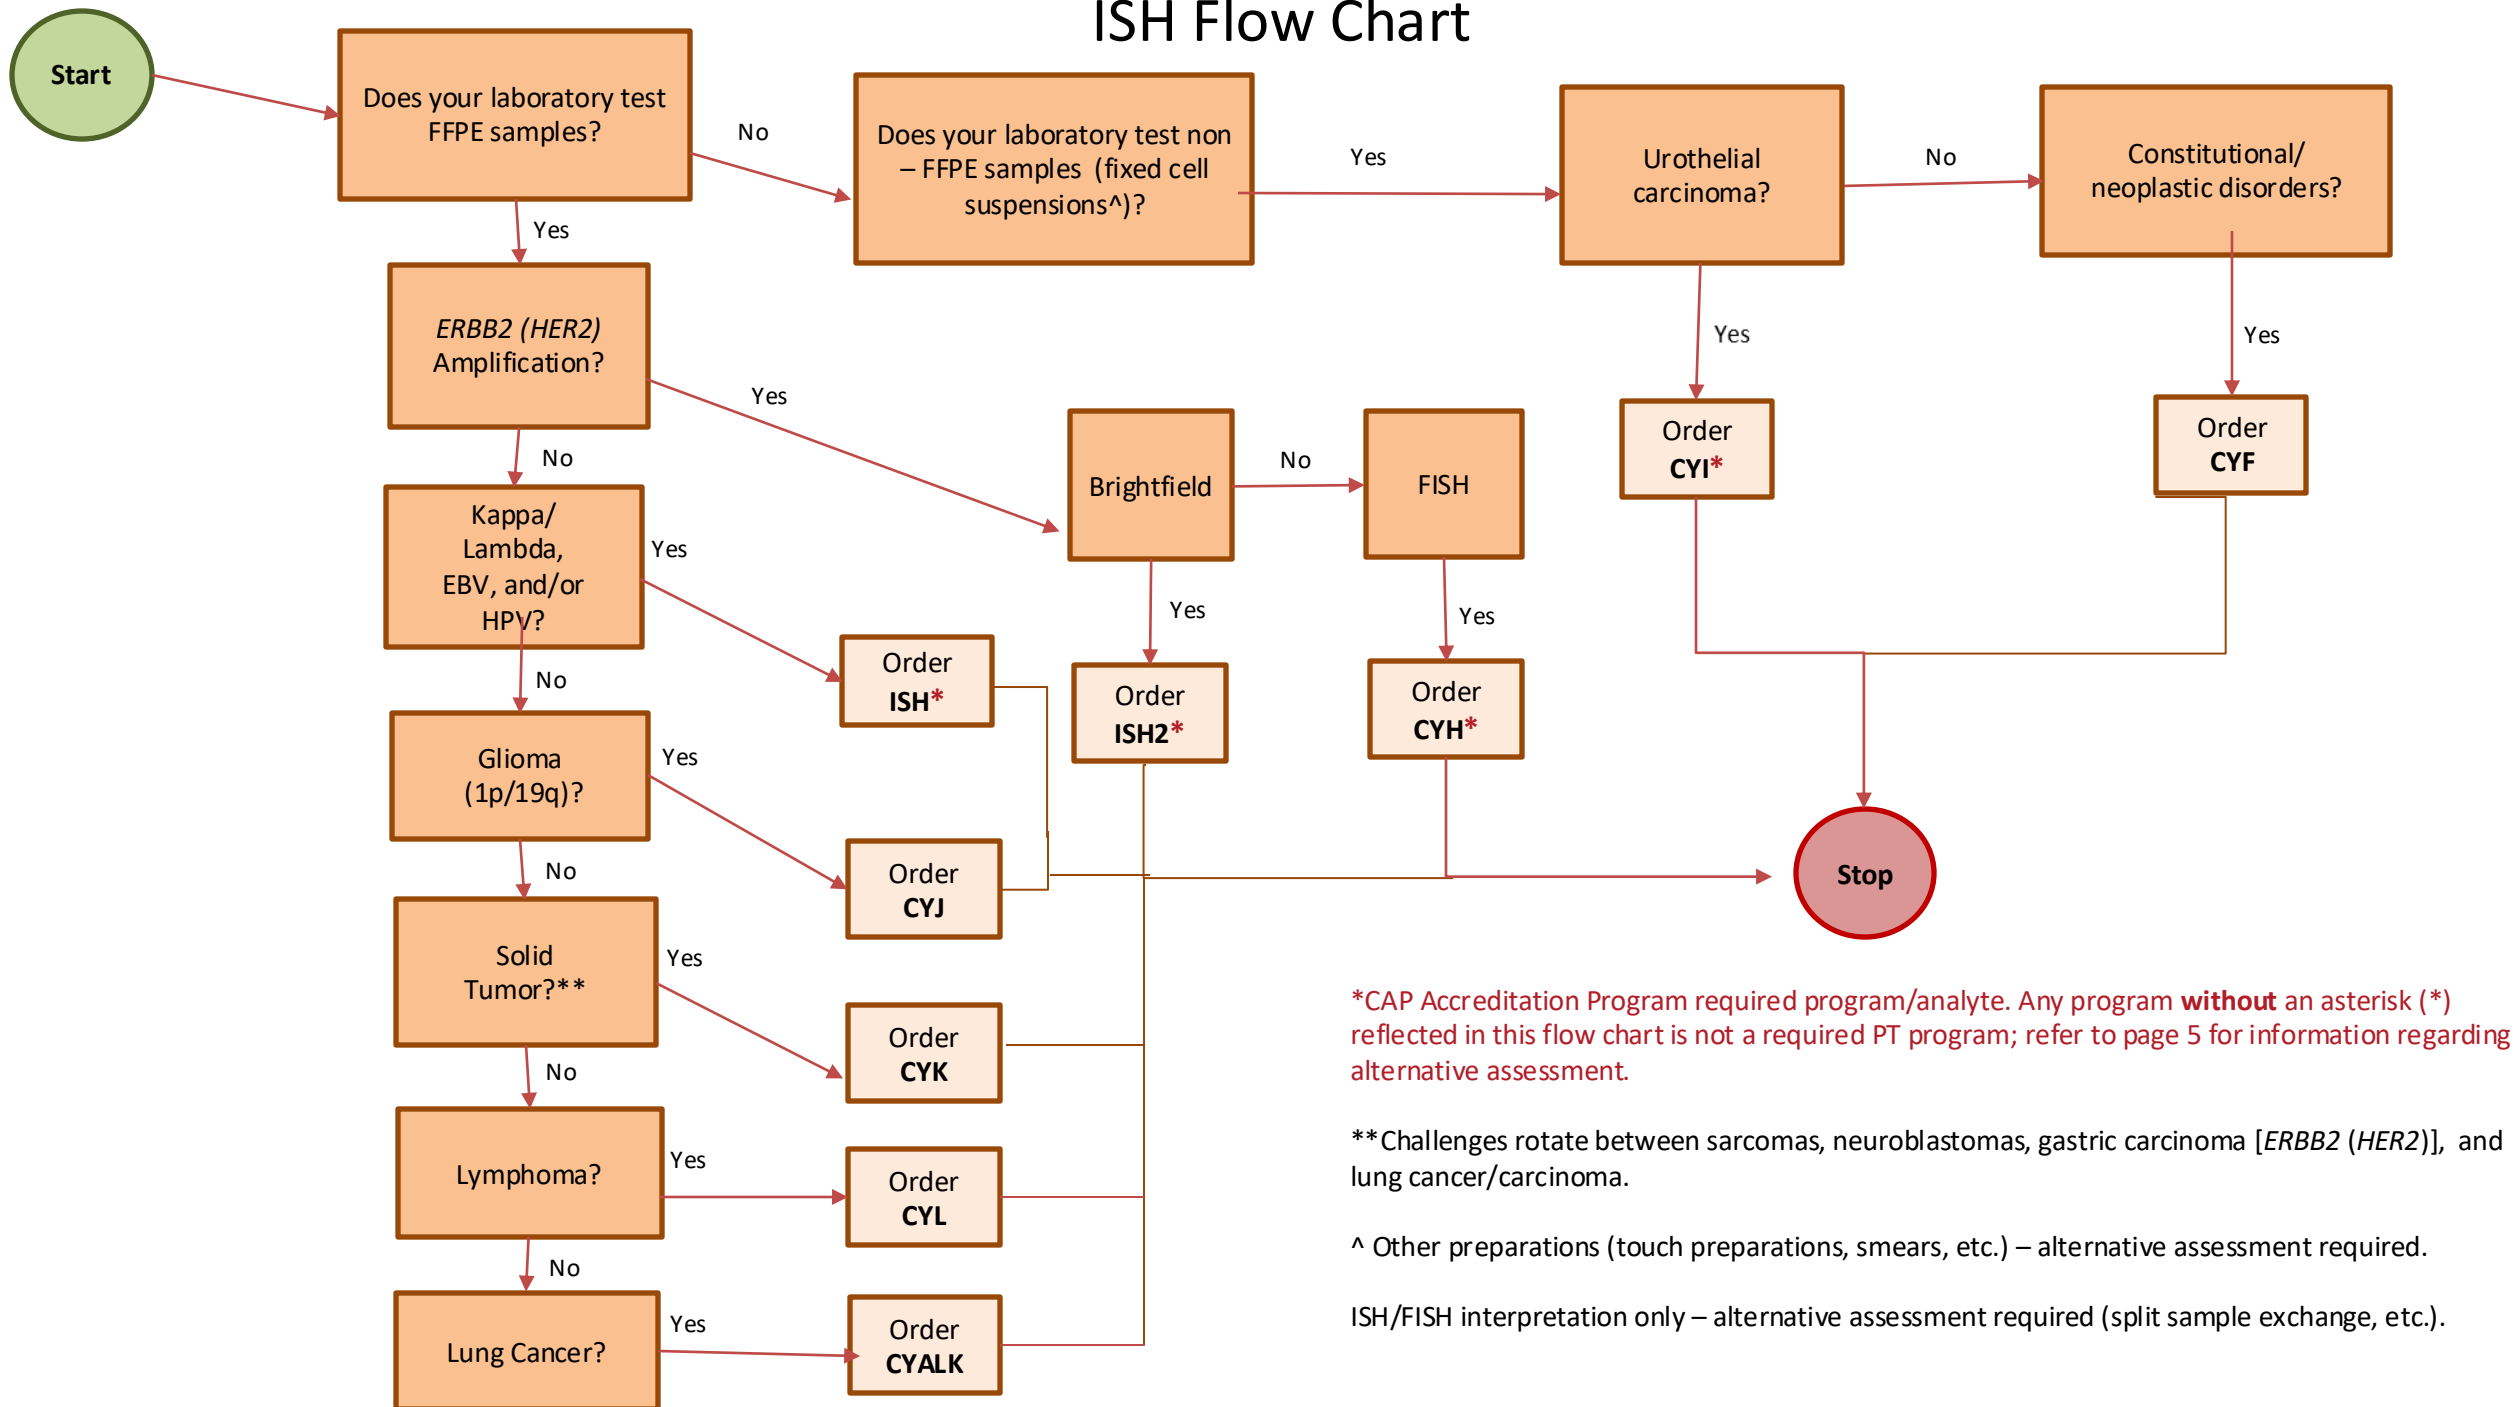 ISH Flow Chart
Start
Does your laboratory test
FFPE samples?
No
Does your laboratory test non
– FFPE samples (fixed cell
suspensions^)?
Yes
Urothelial
carcinoma?
No
Constitutional/
neoplastic disorders?
Yes
ERBB2 (HER2)
Amplification?
Yes
Brightfield
No
FISH
Yes
Order
CYI*
Yes
Order
CYF
No
Kappa/
Lambda,
EBV, and/or
HPV?
Yes
Order
ISH*
Yes
Order
ISH2*
Yes
Order
CYH*
No
Glioma
(1p/19q)?
Yes
Order
CYJ
Stop
No
Solid
Tumor?**
Yes
Order
CYK
No
Lymphoma?
Yes
Order
CYL
No
Lung Cancer?
Yes
Order
CYALK
*CAP Accreditation Program required program/analyte. Any program without an asterisk (*)
reflected in this flow chart is not a required PT program; refer to page 5 for information regarding
alternative assessment.
**Challenges rotate between sarcomas, neuroblastomas, gastric carcinoma [ERBB2 (HER2)], and
lung cancer/carcinoma.
^ Other preparations (touch preparations, smears, etc.) – alternative assessment required.
ISH/FISH interpretation only – alternative assessment required (split sample exchange, etc.).